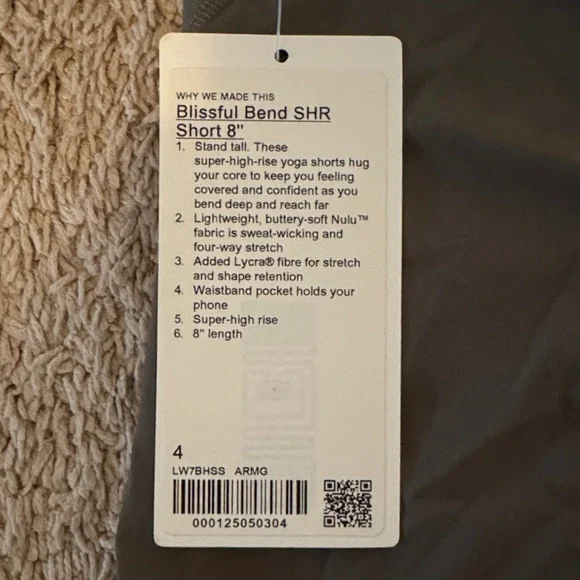 WHY WE MADE THIS
Blissful Bend SHR
Short 8"
1. Stand tall. These
super-high-rise yoga shorts hug
your core to keep you feeling
covered and confident as you
bend deep and reach far
2. Lightweight, buttery-soft Nulu™
fabric is sweat-wicking and
four-way stretch
3. Added Lycra® fibre for stretch
and shape retention
4. Waistband pocket holds your
phone
5. Super-high rise
6. 8" length
4
LW7BHSS ARMG
000125050304